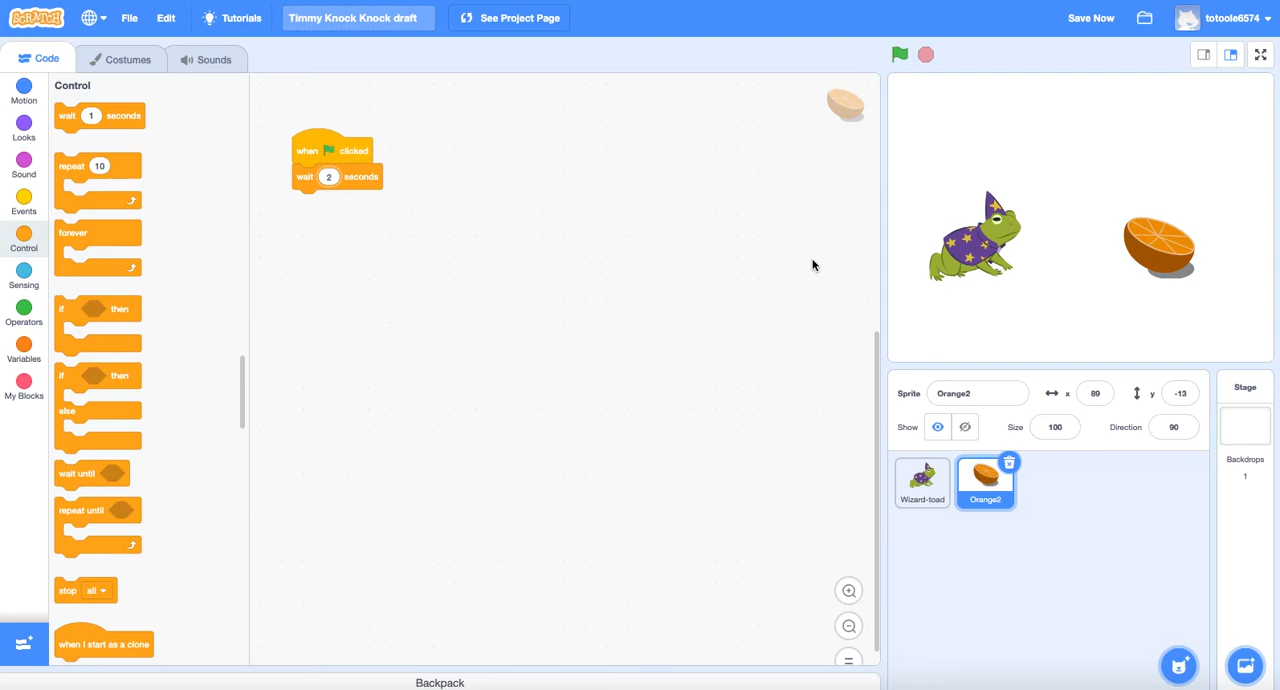 SCRATCH File Edit Tutorials Timmy Knock Knock draft See Project Page Save Now totoole6574
Code Costumes Sounds
Motion
Looks
Sound
Events
Control
Sensing
Operators
Variables
My Blocks
Control
wait 1 seconds
repeat 10
forever
if then
if then
else
wait until
repeat until
stop all
when I start as a clone
when clicked
wait 2 seconds
Sprite Orange2 x 89 y -13
Show Size 100 Direction 90
Wizard-toad
Orange2
Stage
Backdrops
1
Backpack